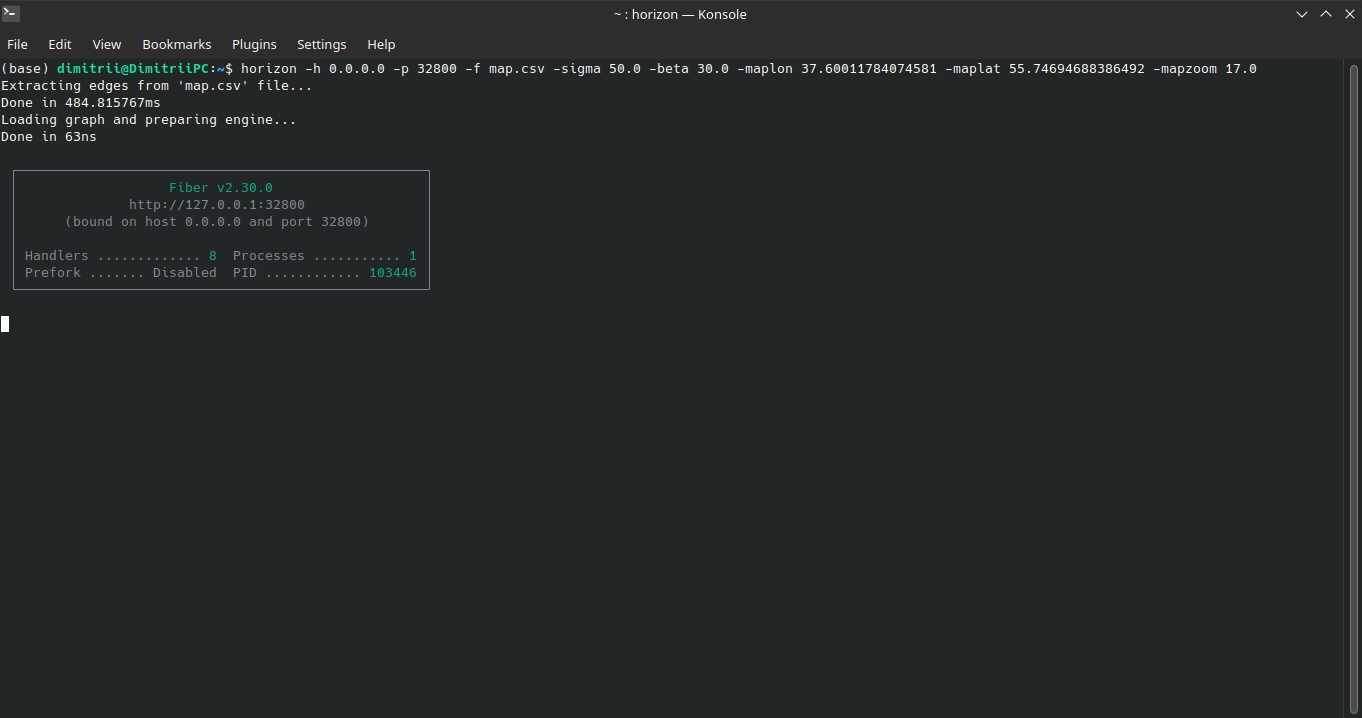 ~ : horizon — Konsole
File Edit View Bookmarks Plugins Settings Help
(base) dimitrii@DimitriiPC:~$ horizon -h 0.0.0.0 -p 32800 -f map.csv -sigma 50.0 -beta 30.0 -maplon 37.60011784074581 -maplat 55.74694688386492 -mapzoom 17.0
Extracting edges from 'map.csv' file...
Done in 484.815767ms
Loading graph and preparing engine...
Done in 63ns
Fiber v2.30.0
http://127.0.0.1:32800
(bound on host 0.0.0.0 and port 32800)
Handlers ............. 8  Processes ........... 1
Prefork ....... Disabled  PID ............ 103446